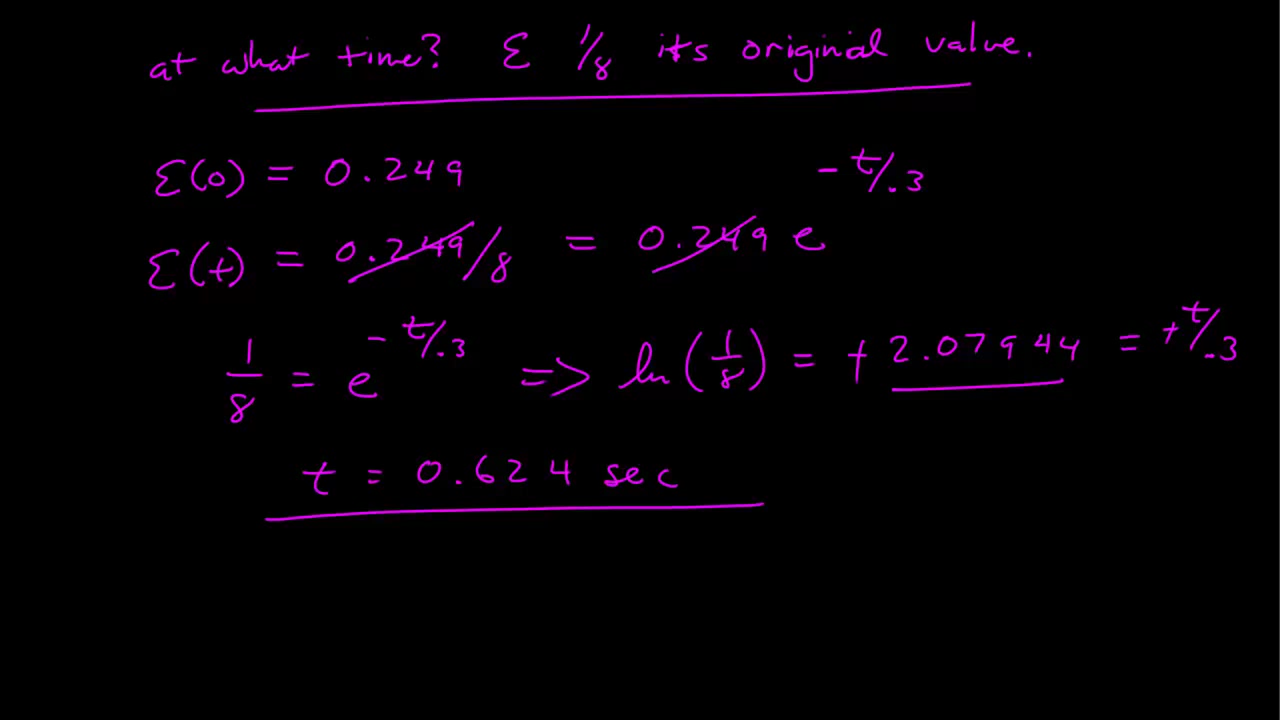 at what time? Ɛ 1/8 its original value.
Ɛ(0) = 0.249
Ɛ(t) = 0.249/8 = 0.249 e^(-t/.3)
1/8 = e^(-t/.3) => ln(1/8) = +2.07944 = +t/.3
t = 0.624 sec